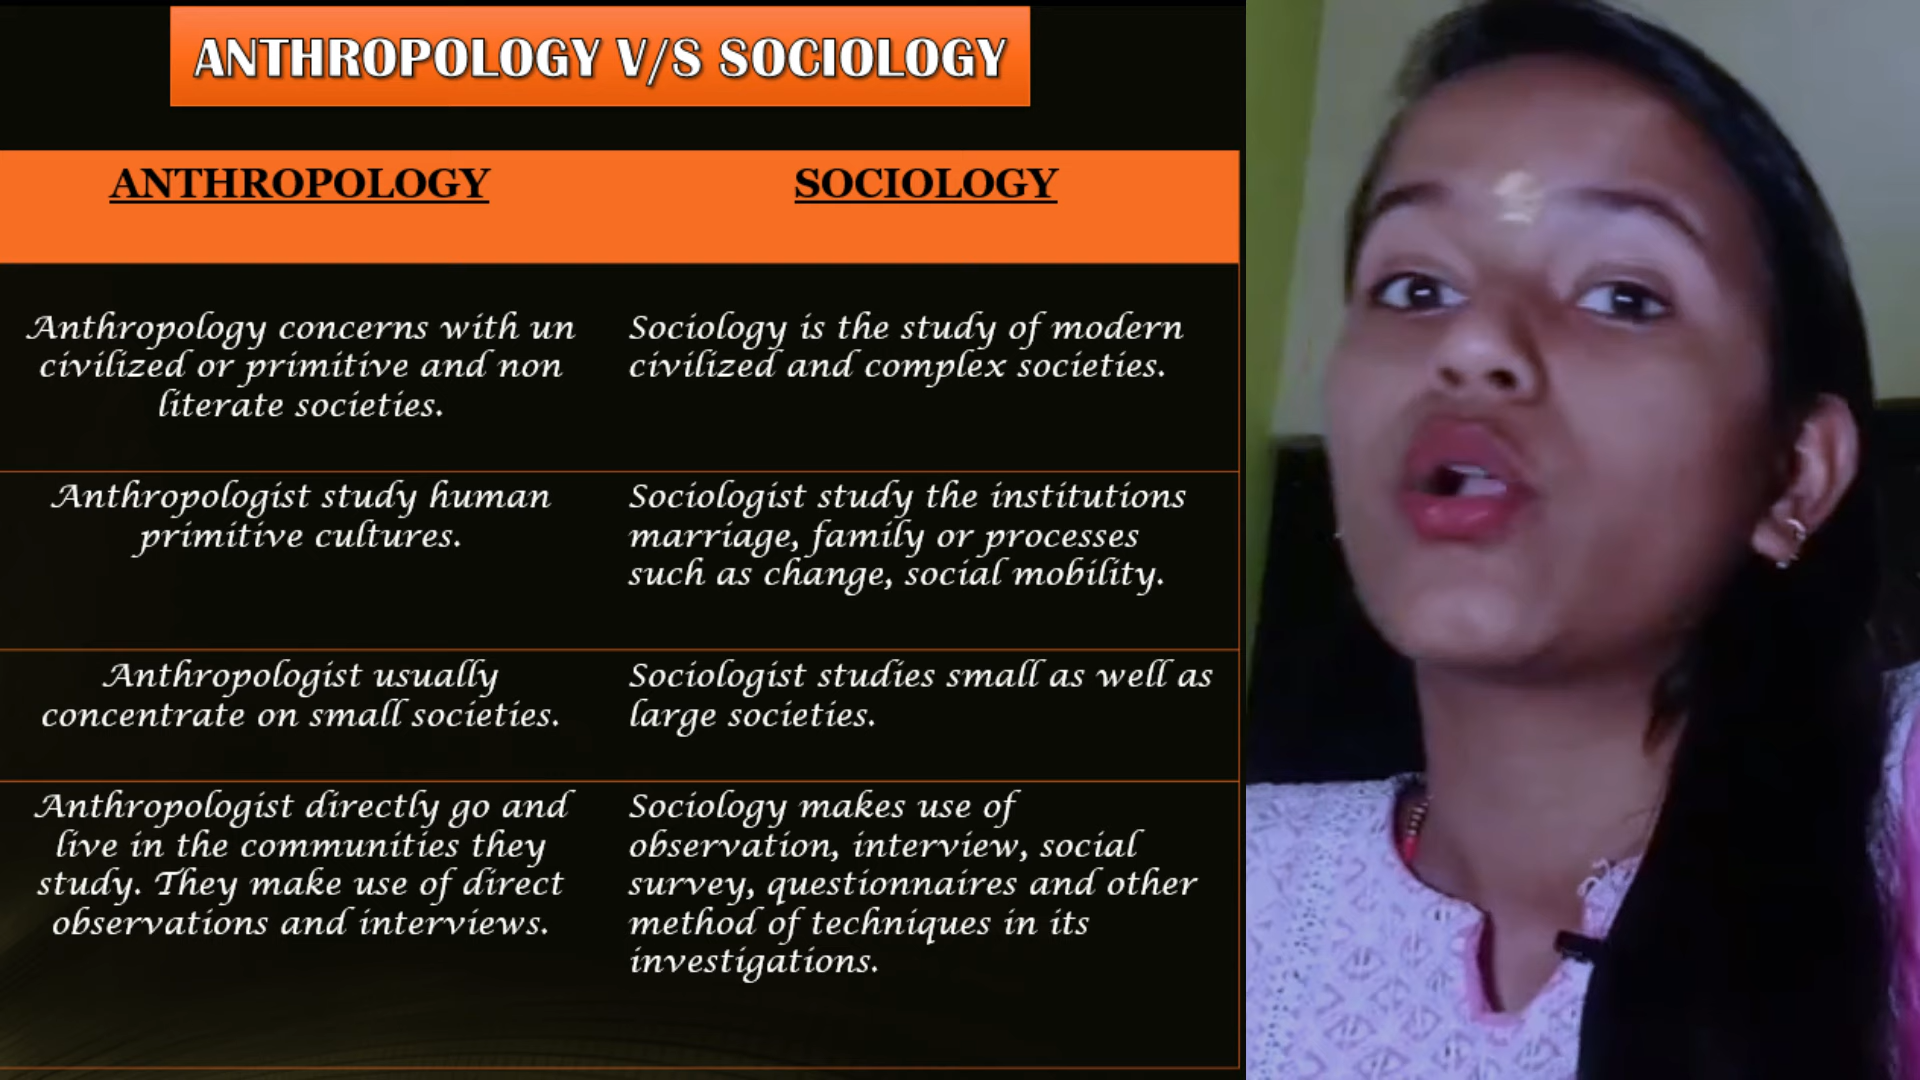 ANTHROPOLOGY V/S SOCIOLOGY
ANTHROPOLOGY
SOCIOLOGY
Anthropology concerns with un
civilized or primitive and non
literate societies.
Sociology is the study of modern
civilized and complex societies.
Anthropologist study human
primitive cultures.
Sociologist study the institutions
marriage, family or processes
such as change, social mobility.
Anthropologist usually
concentrate on small societies.
Sociologist studies small as well as
large societies.
Anthropologist directly go and
live in the communities they
study. They make use of direct
observations and interviews.
Sociology makes use of
observation, interview, social
survey, questionnaires and other
method of techniques in its
investigations.